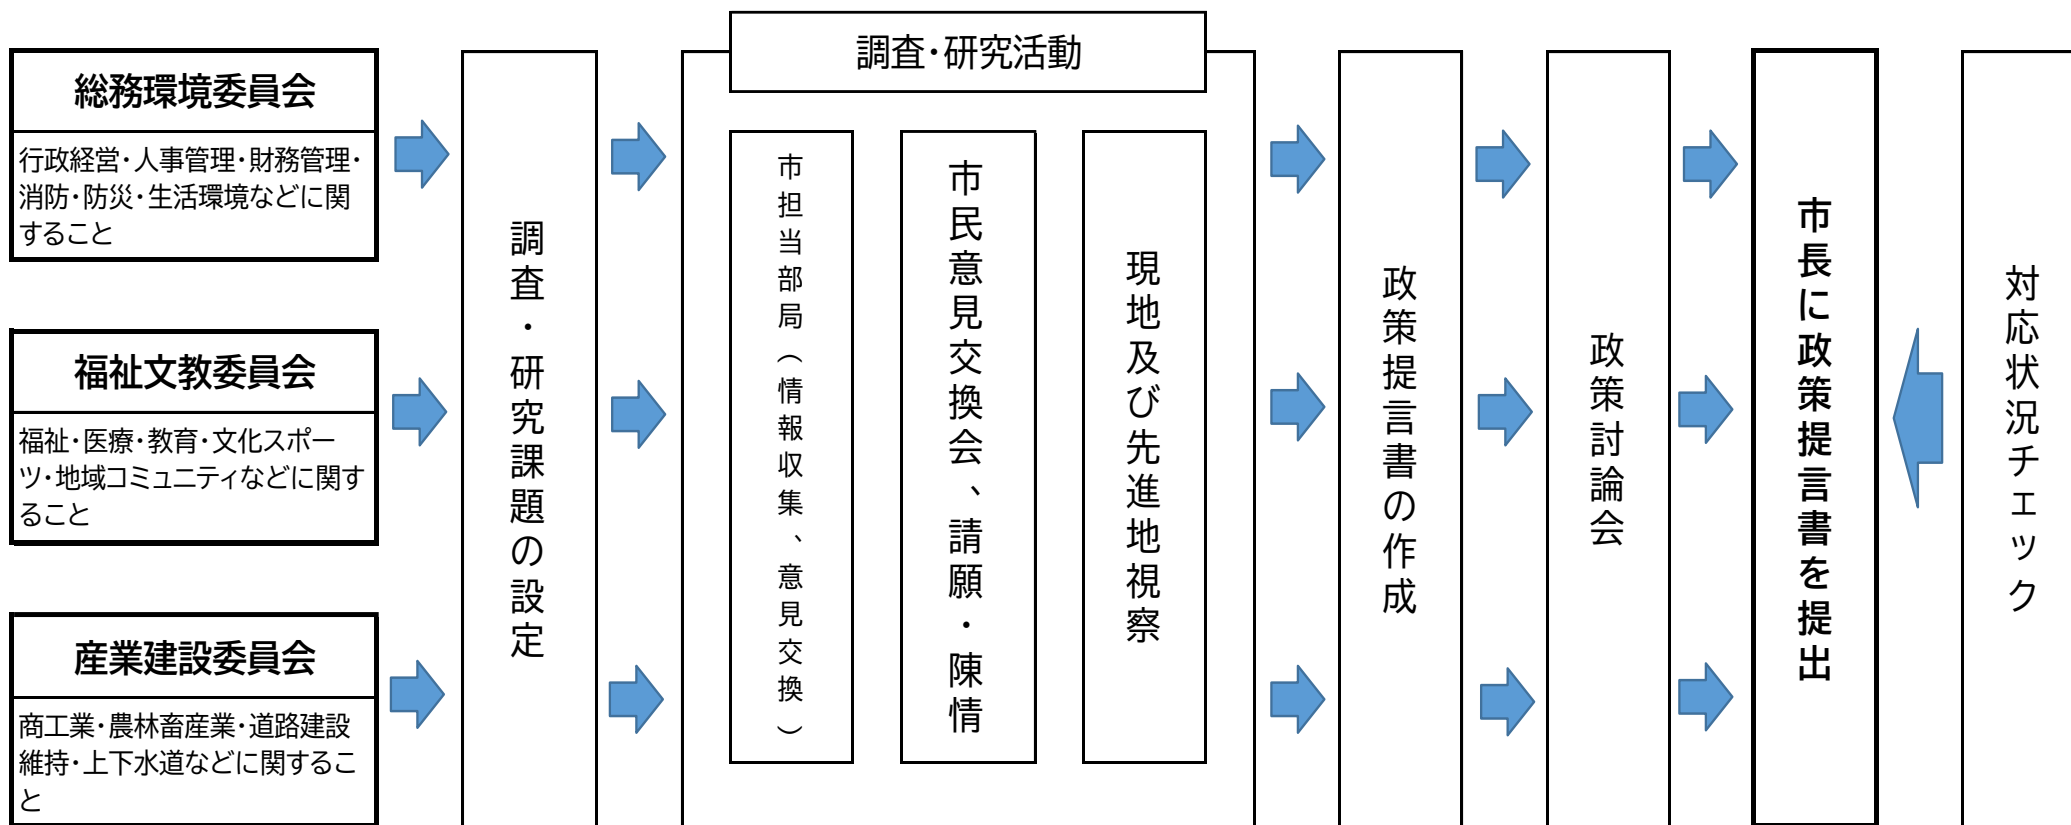 総務環境委員会
行政経営・人事管理・財務管理・
消防・防災・生活環境などに関
すること
福祉文教委員会
福祉・医療・教育・文化スポー
ツ・地域コミュニティなどに関す
ること
産業建設委員会
商工業・農林畜産業・道路建設
維持・上下水道などに関するこ
と
調査・研究課題の設定
調査・研究活動
市担当部局（情報収集、意見交換）
市民意見交換会、請願・陳情
現地及び先進地視察
政策提言書の作成
政策討論会
市長に政策提言書を提出
対応状況チェック